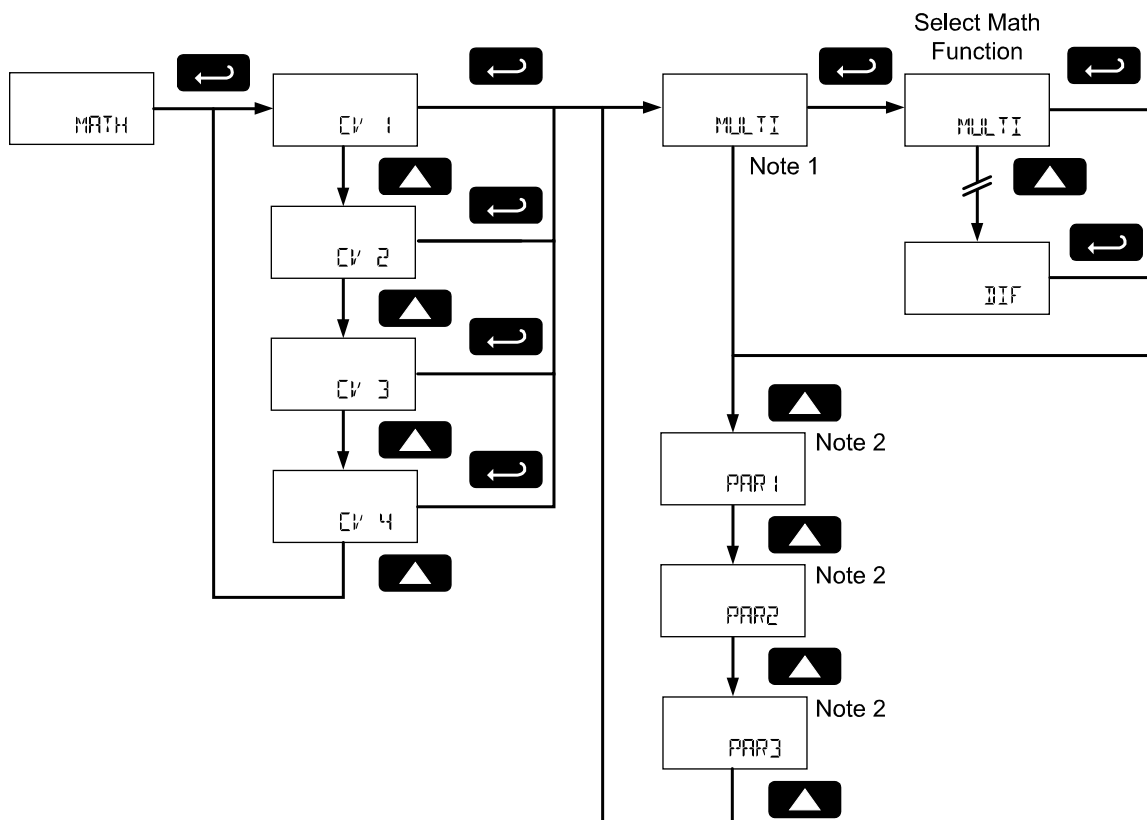 Select Math
Function
MATH
CV 1
MULTI
MULTI
Note 1
CV 2
DIF
CV 3
Note 2
PAR1
CV 4
Note 2
PAR2
Note 2
PAR3